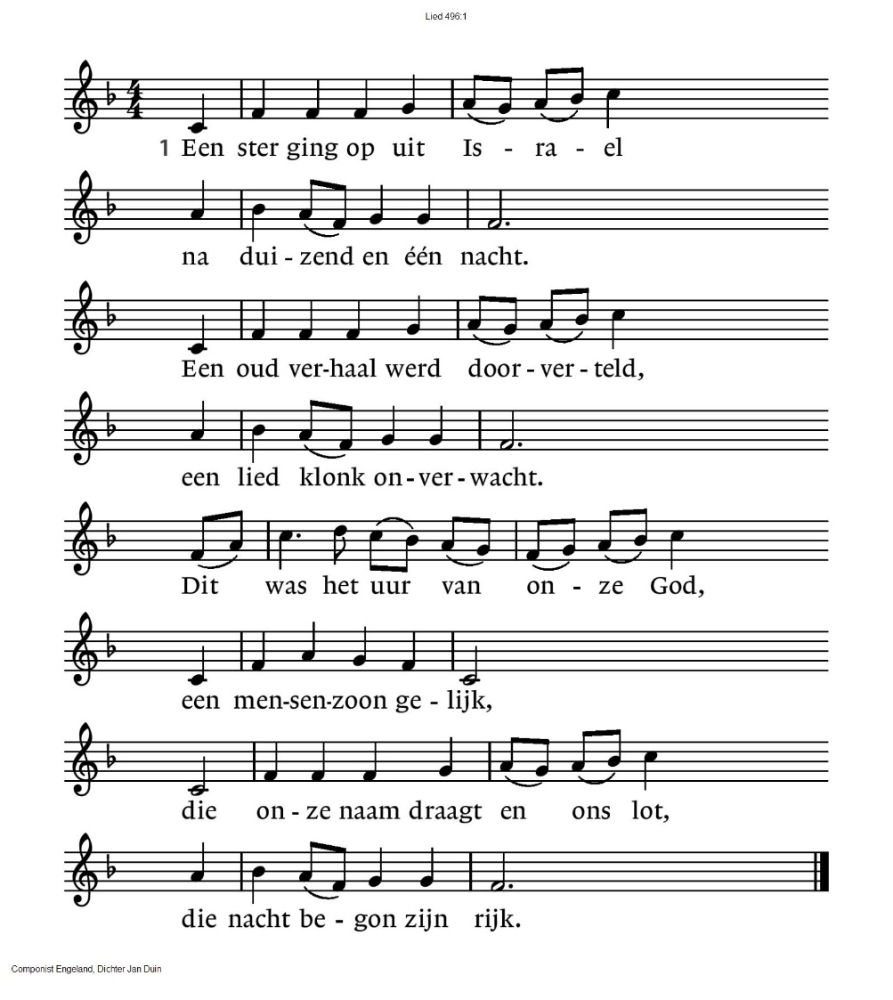 Lied 496:1
4
4
1 Een ster ging op uit Is - ra - el
na dui - zend en één nacht.
Een oud ver-haal werd door - ver - teld,
een lied klonk on - ver - wacht.
Dit was het uur van on - ze God,
een men-sen-zoon ge - lijk,
die on - ze naam draagt en ons lot,
die nacht be - gon zijn rijk.
Componist Engeland, Dichter Jan Duin